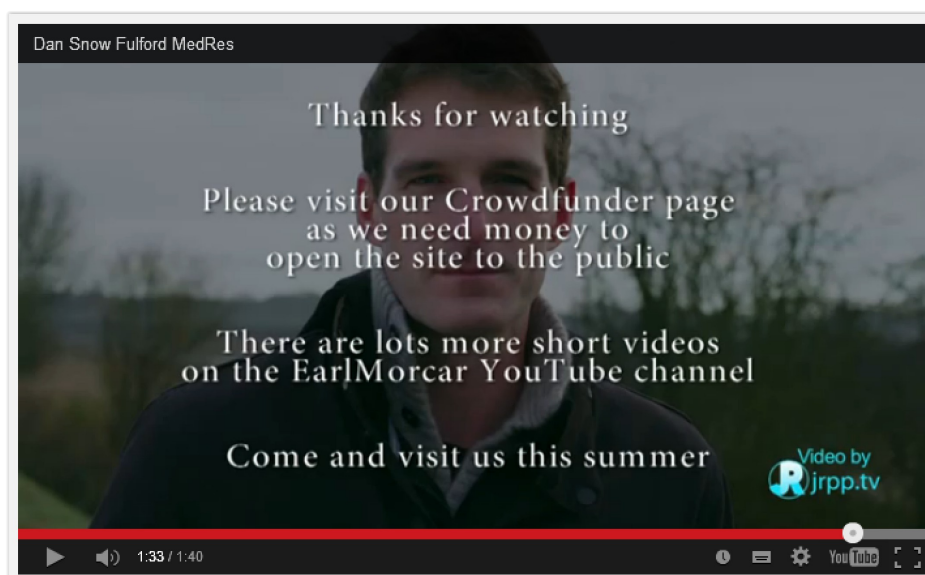 Dan Snow Fulford MedRes
Thanks for watching
Please visit our Crowdfunder page
as we need money to
open the site to the public
There are lots more short videos
on the EarlMorcar YouTube channel
Come and visit us this summer
Video by
JR jrpp.tv
1:33 / 1:40
YouTube